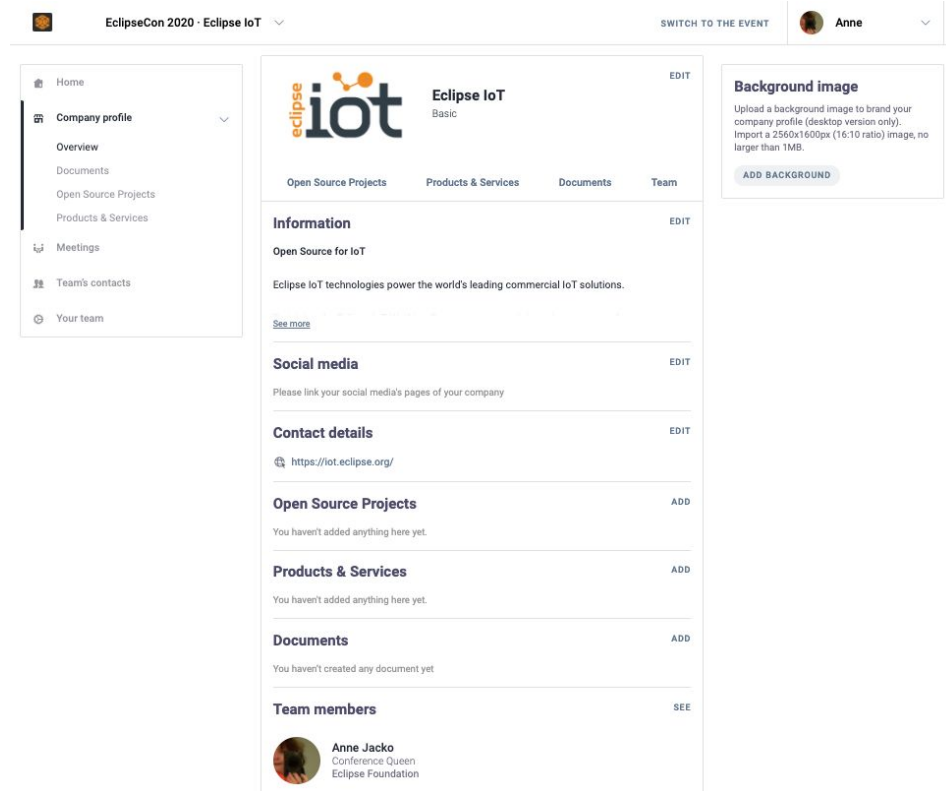 EclipseCon 2020 · Eclipse IoT
SWITCH TO THE EVENT
Anne
Home
Company profile
Overview
Documents
Open Source Projects
Products & Services
Meetings
Team's contacts
Your team
eclipse
iot
Eclipse IoT
Basic
EDIT
Open Source Projects
Products & Services
Documents
Team
Information
EDIT
Open Source for IoT
Eclipse IoT technologies power the world's leading commercial IoT solutions.
See more
Social media
EDIT
Please link your social media's pages of your company
Contact details
EDIT
https://iot.eclipse.org/
Open Source Projects
ADD
You haven't added anything here yet.
Products & Services
ADD
You haven't added anything here yet.
Documents
ADD
You haven't created any document yet
Team members
SEE
Anne Jacko
Conference Queen
Eclipse Foundation
Background image
Upload a background image to brand your
company profile (desktop version only).
Import a 2560x1600px (16:10 ratio) image, no
larger than 1MB.
ADD BACKGROUND